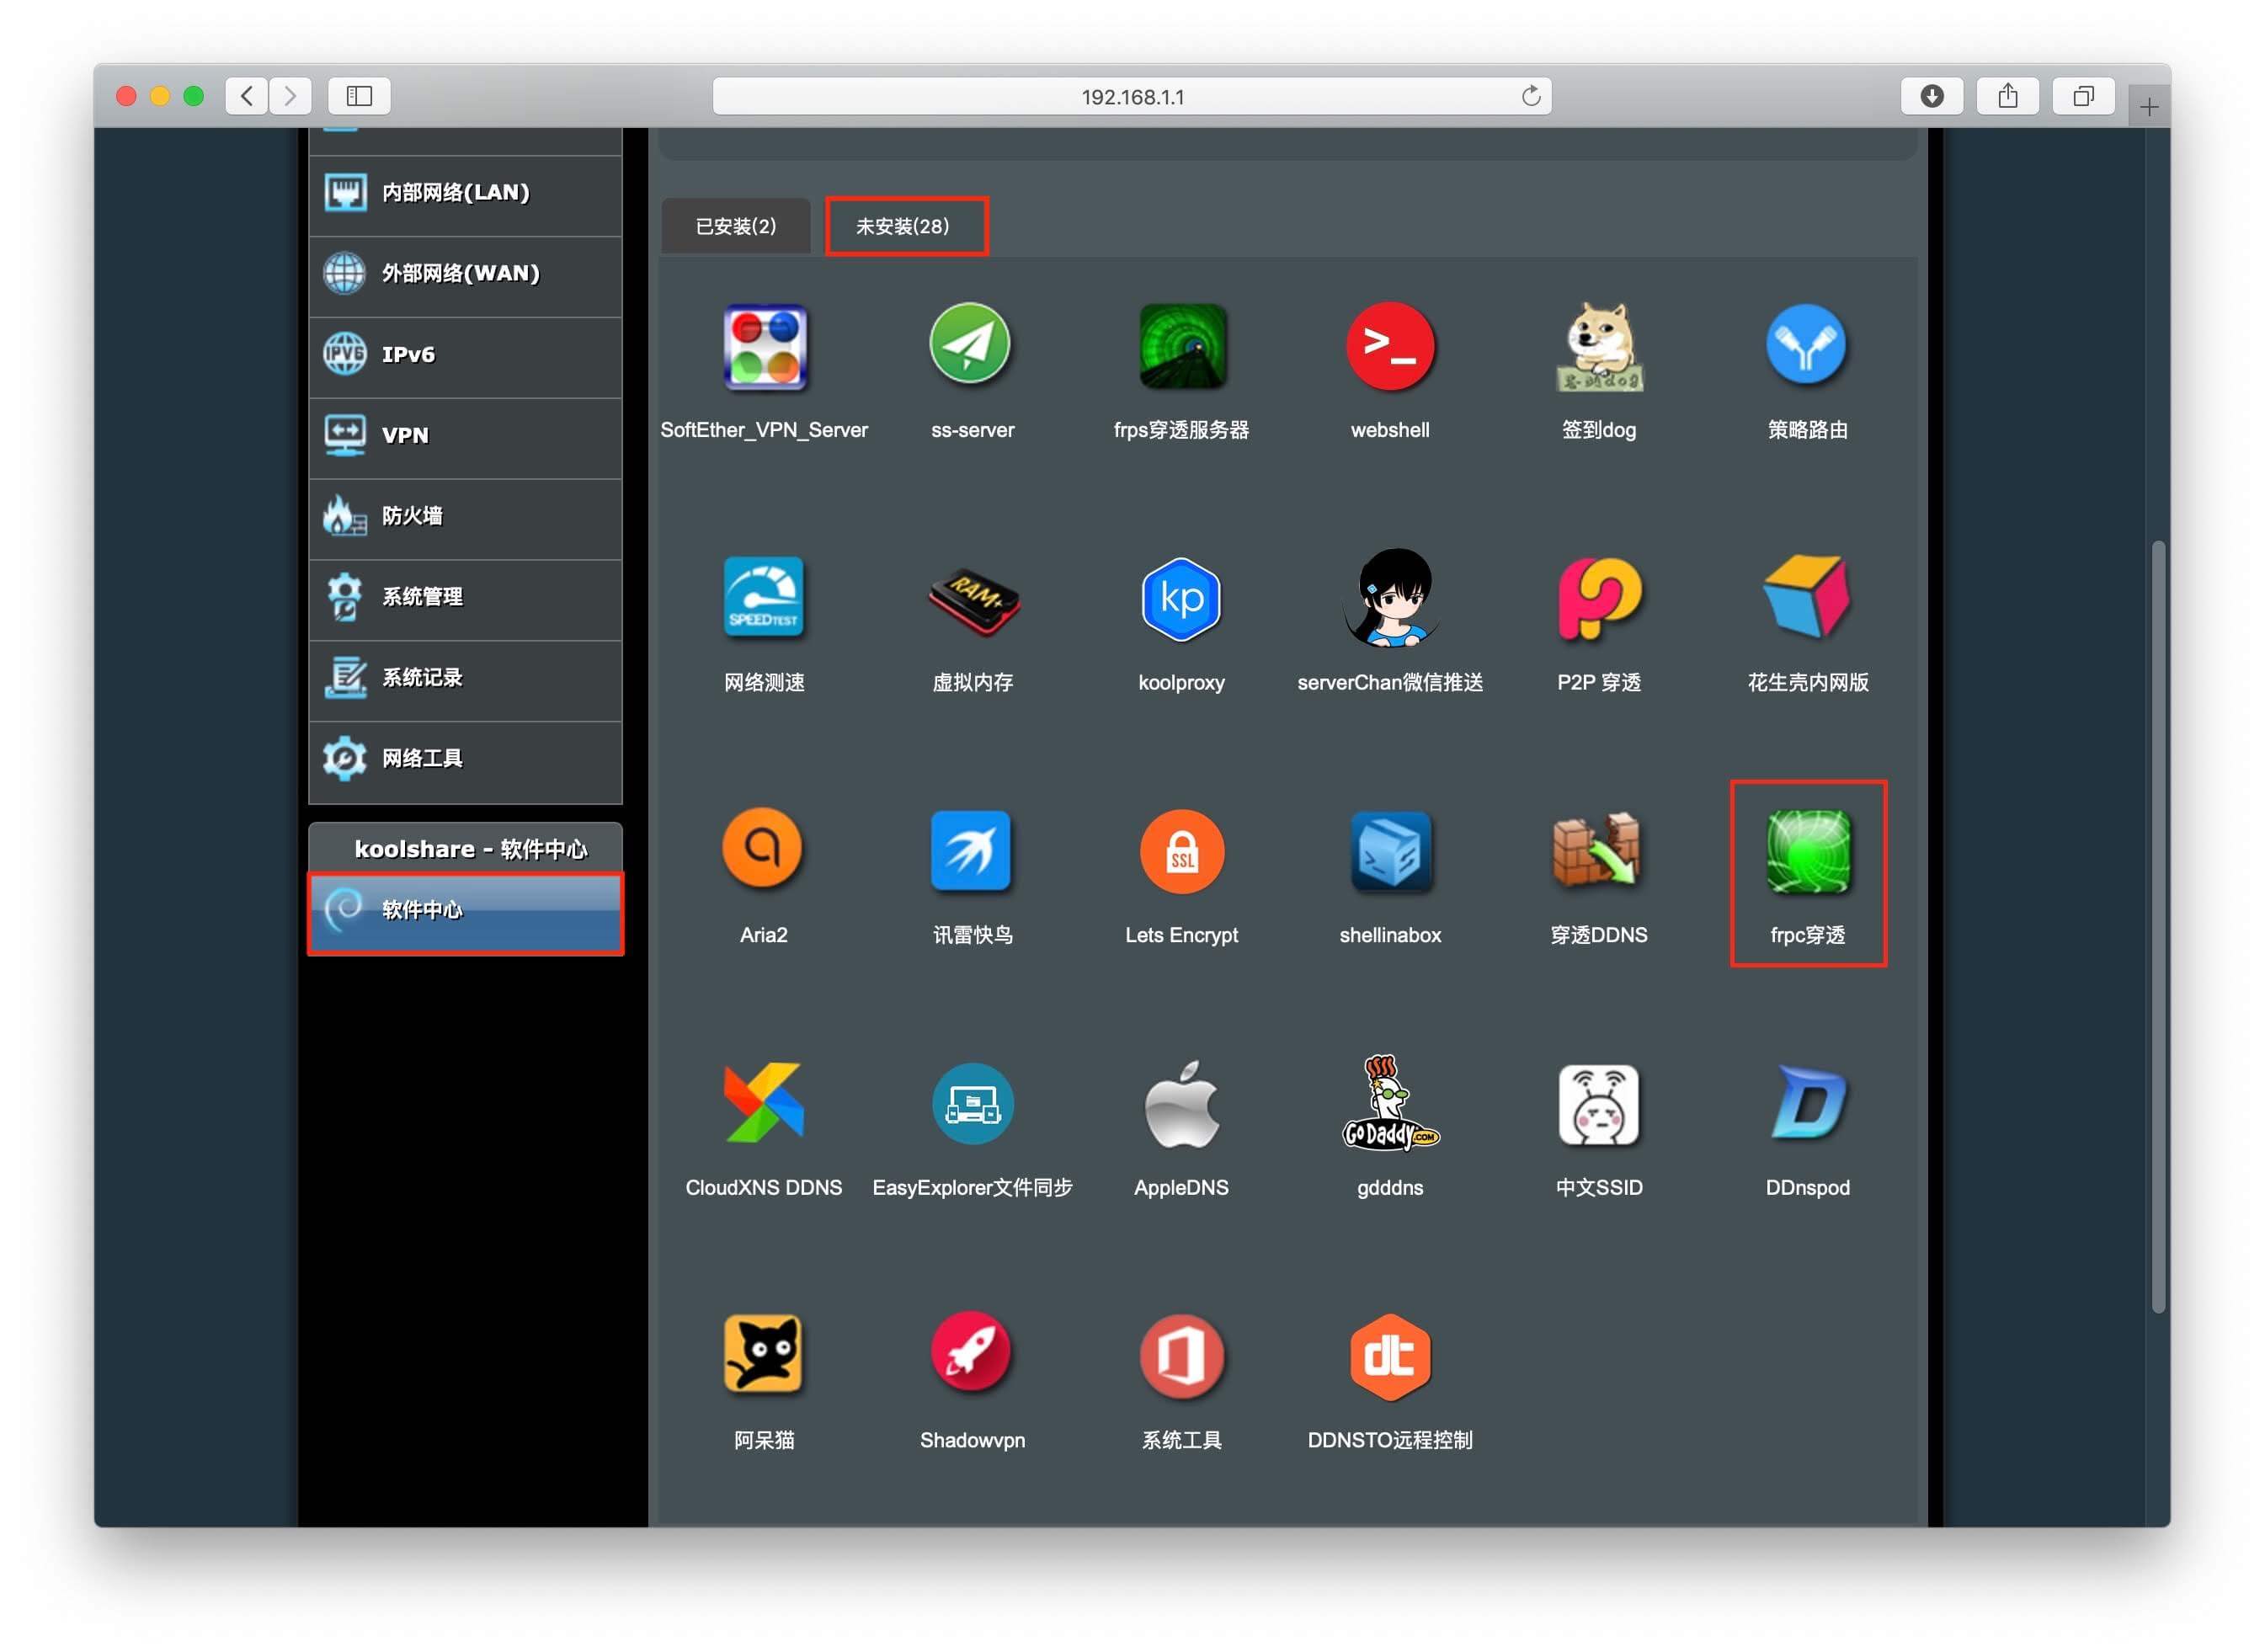 192.168.1.1
内部网络(LAN)
外部网络(WAN)
IPV6
IPv6
VPN
防火墙
系统管理
系统记录
网络工具
koolshare - 软件中心
软件中心
已安装(2)
未安装(28)
SoftEther_VPN_Server
ss-server
frps穿透服务器
>_
webshell
签到dog
策略路由
SPEEDTEST
网络测速
RAM+
虚拟内存
kp
koolproxy
serverChan微信推送
P2P 穿透
花生壳内网版
Aria2
讯雷快鸟
SSL
Lets Encrypt
shellinabox
穿透DDNS
frpc穿透
CloudXNS DDNS
EasyExplorer文件同步
AppleDNS
GoDaddy.COM
gdddns
中文SSID
D
DDnspod
阿呆猫
Shadowvpn
系统工具
dt
DDNSTO远程控制